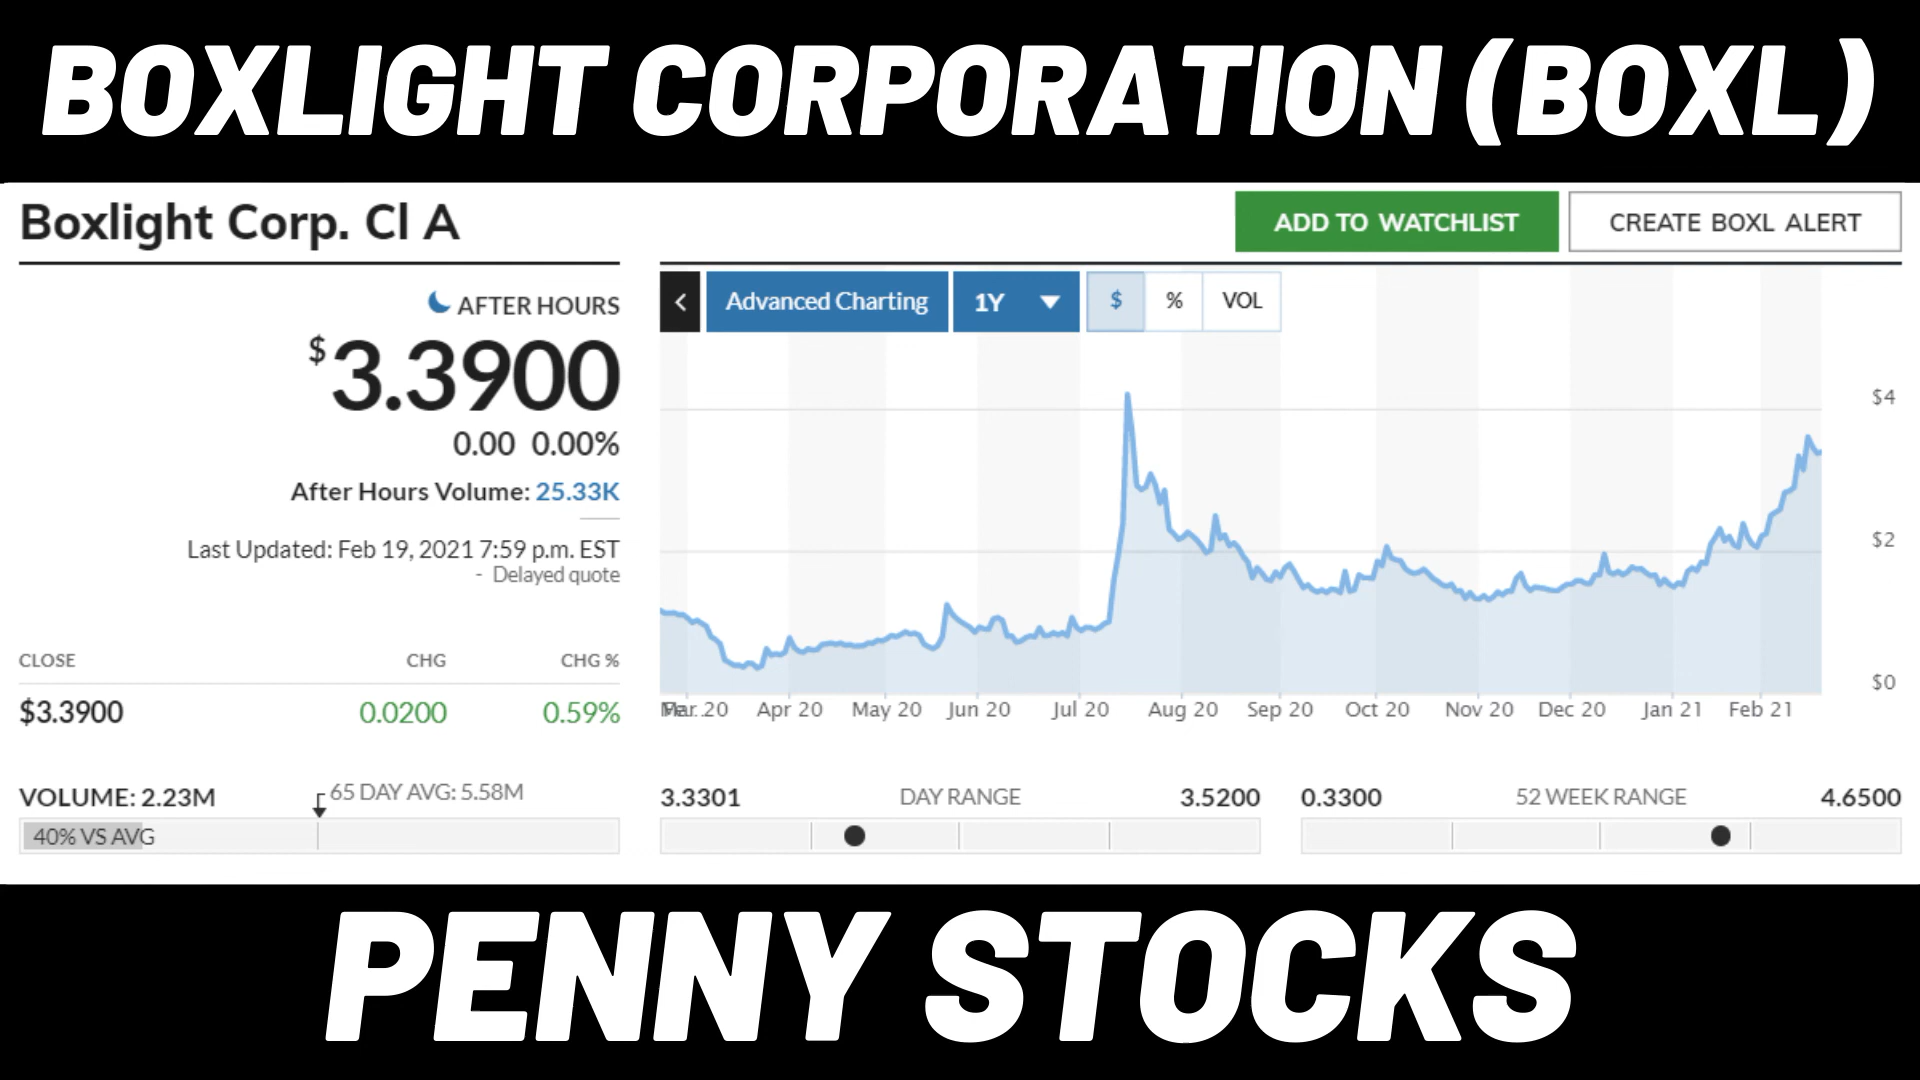 BOXLIGHT CORPORATION (BOXL)
Boxlight Corp. Cl A
ADD TO WATCHLIST
CREATE BOXL ALERT
AFTER HOURS
$3.3900
0.00 0.00%
After Hours Volume: 25.33K
Last Updated: Feb 19, 2021 7:59 p.m. EST
- Delayed quote
CLOSE CHG CHG %
$3.3900 0.0200 0.59%
VOLUME: 2.23M
65 DAY AVG: 5.58M
40% VS AVG
< Advanced Charting 1Y $ % VOL
$4
$2
$0
Mar. 20 Apr 20 May 20 Jun 20 Jul 20 Aug 20 Sep 20 Oct 20 Nov 20 Dec 20 Jan 21 Feb 21
3.3301 DAY RANGE 3.5200
0.3300 52 WEEK RANGE 4.6500
PENNY STOCKS